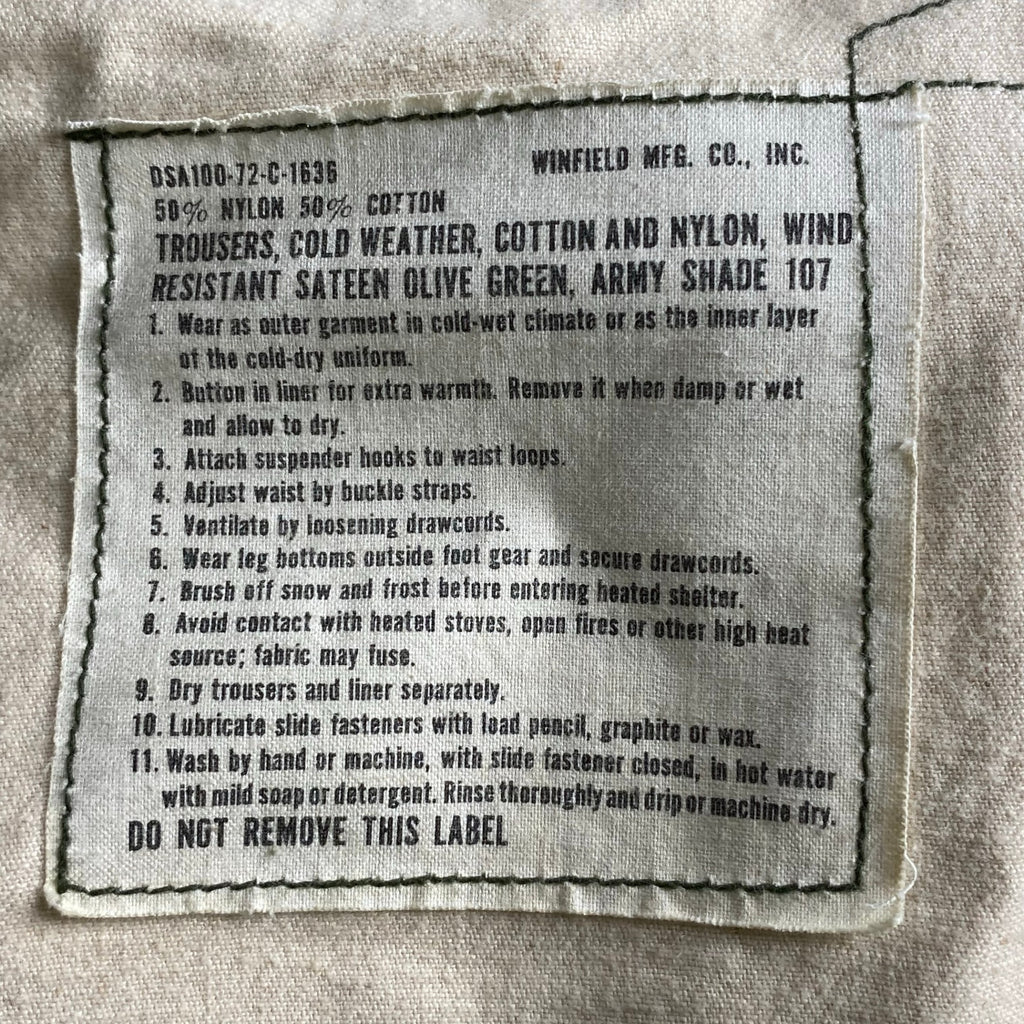 DSA100-72-C-1636 WINFIELD MFG. CO., INC.
50% NYLON 50% COTTON
TROUSERS, COLD WEATHER, COTTON AND NYLON, WIND
RESISTANT SATEEN OLIVE GREEN, ARMY SHADE 107
1. Wear as outer garment in cold-wet climate or as the inner layer
of the cold-dry uniform.
2. Button in liner for extra warmth. Remove it when damp or wet
and allow to dry.
3. Attach suspender hooks to waist loops.
4. Adjust waist by buckle straps.
5. Ventilate by loosening drawcords.
6. Wear leg bottoms outside foot gear and secure drawcords.
7. Brush off snow and frost before entering heated shelter.
8. Avoid contact with heated stoves, open fires or other high heat
source; fabric may fuse.
9. Dry trousers and liner separately.
10. Lubricate slide fasteners with lead pencil, graphite or wax.
11. Wash by hand or machine, with slide fastener closed, in hot water
with mild soap or detergent. Rinse thoroughly and drip or machine dry.
DO NOT REMOVE THIS LABEL